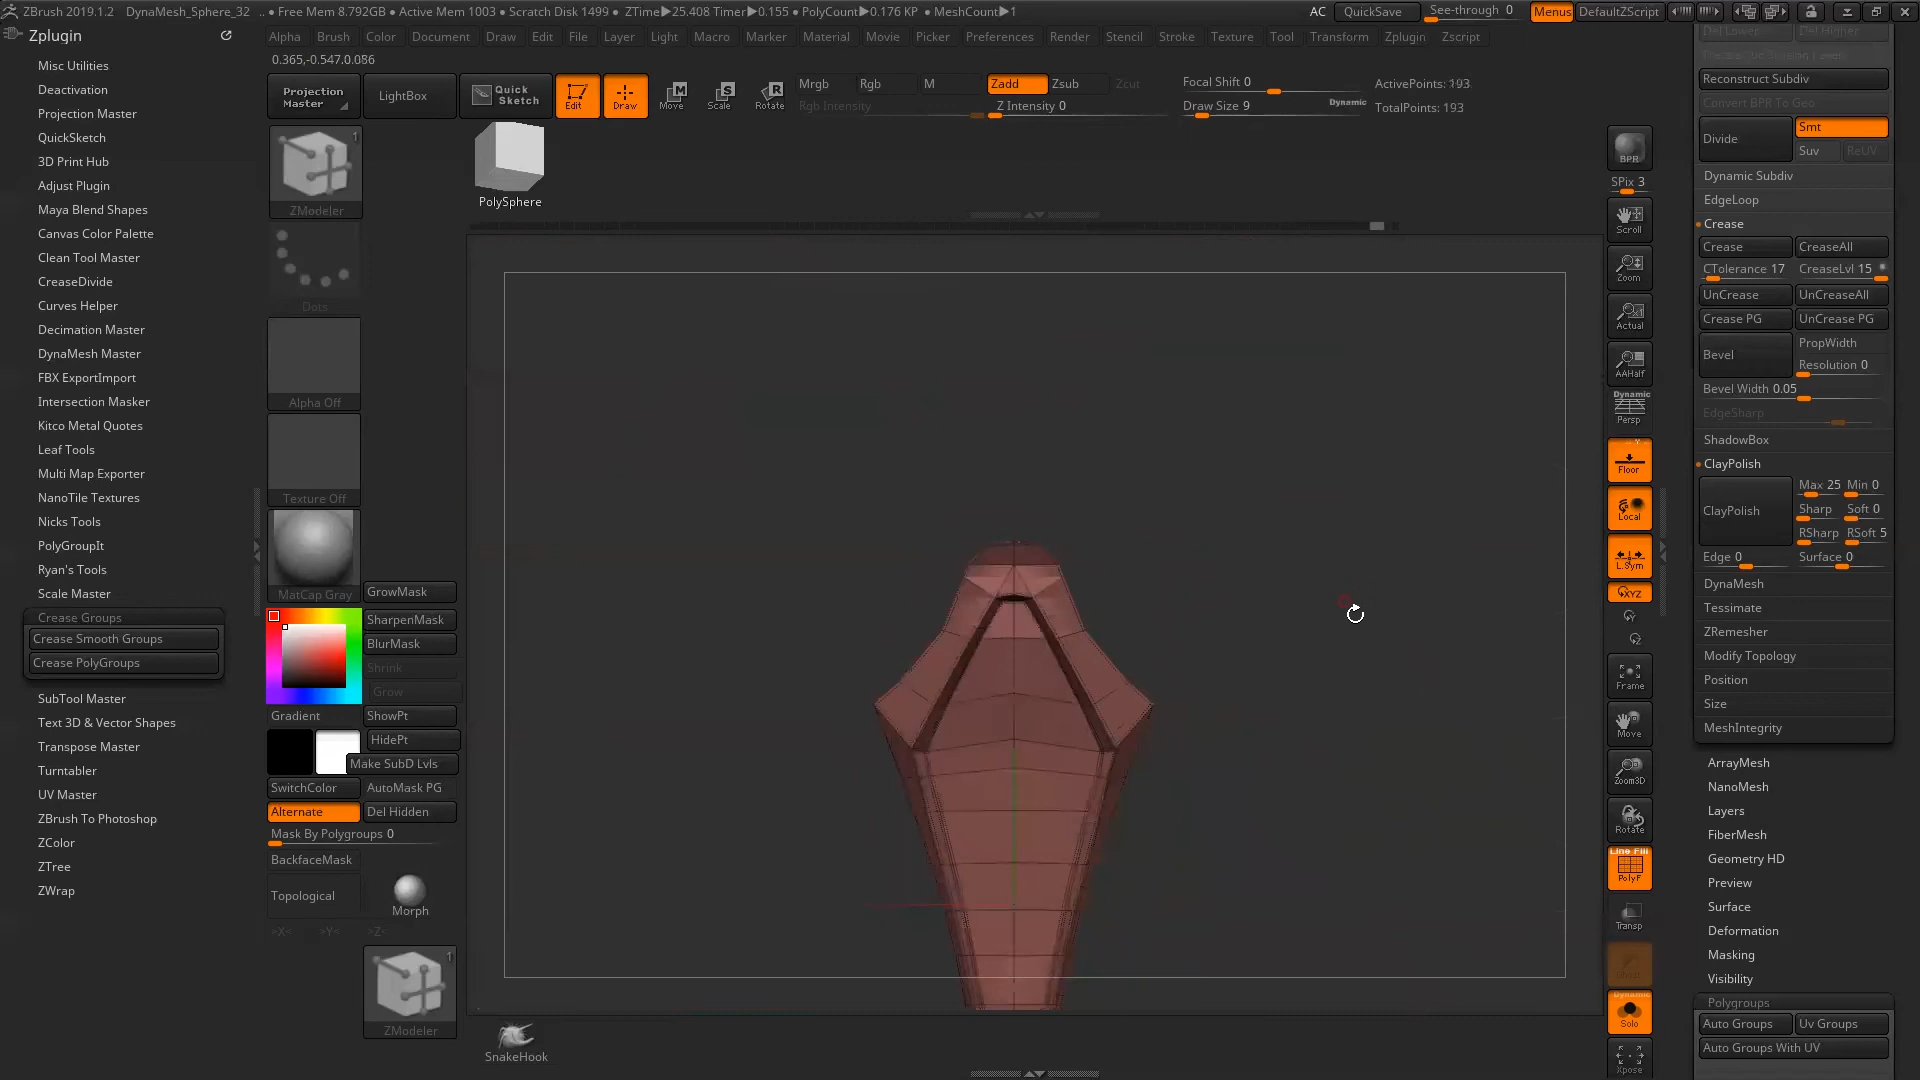 ZBrush 2019.1.2 DynaMesh_Sphere_32 .. • Free Mem 8.792GB • Active Mem 1003 • Scratch Disk 1499 • ZTime▶25.408 Timer▶0.155 • PolyCount▶0.176 KP • MeshCount▶1 AC QuickSave See-through 0 Menus DefaultZScript
Zplugin
Alpha Brush Color Document Draw Edit File Layer Light Macro Marker Material Movie Picker Preferences Render Stencil Stroke Texture Tool Transform Zplugin Zscript
0.365,-0.547,0.086
Misc Utilities
Deactivation
Projection Master
QuickSketch
3D Print Hub
Adjust Plugin
Maya Blend Shapes
Canvas Color Palette
Clean Tool Master
CreaseDivide
Curves Helper
Decimation Master
DynaMesh Master
FBX ExportImport
Intersection Masker
Kitco Metal Quotes
Leaf Tools
Multi Map Exporter
NanoTile Textures
Nicks Tools
PolyGroupIt
Ryan's Tools
Scale Master
Crease Groups
Crease Smooth Groups
Crease PolyGroups
SubTool Master
Text 3D & Vector Shapes
Transpose Master
Turntabler
UV Master
ZBrush To Photoshop
ZColor
ZTree
ZWrap
Projection Master
LightBox
Quick Sketch
Edit
Draw
Move
Scale
Rotate
Mrgb Rgb M Zadd Zsub Zcut
Rgb Intensity Z Intensity 0
Focal Shift 0
Draw Size 9 Dynamic
ActivePoints: 193
TotalPoints: 193
1
ZModeler
PolySphere
Dots
Alpha Off
Texture Off
MatCap Gray
GrowMask
SharpenMask
BlurMask
Shrink
Grow
Gradient ShowPt
HidePt
Make SubD Lvls
SwitchColor AutoMask PG
Alternate Del Hidden
Mask By Polygroups 0
BackfaceMask
Topological
Morph
>X< >Y< >Z<
1
ZModeler
SnakeHook
BPR
SPix 3
Scroll
Zoom
Actual
AAHalf
Dynamic
Persp
Floor
Local
L.Sym
XYZ
Frame
Move
Zoom3D
Rotate
Line Fill
PolyF
Transp
Ghost
Dynamic
Solo
Xpose
Del Lower Del Higher
Reconstruct Subdiv
Convert BPR To Geo
Divide Smt
Suv ReUV
Dynamic Subdiv
EdgeLoop
Crease
Crease CreaseAll
CTolerance 17 CreaseLvl 15
UnCrease UnCreaseAll
Crease PG UnCrease PG
Bevel PropWidth
Resolution 0
Bevel Width 0.05
EdgeSharp
ShadowBox
ClayPolish
Max 25 Min 0
ClayPolish Sharp Soft 0
RSharp RSoft 5
Edge 0 Surface 0
DynaMesh
Tessimate
ZRemesher
Modify Topology
Position
Size
MeshIntegrity
ArrayMesh
NanoMesh
Layers
FiberMesh
Geometry HD
Preview
Surface
Deformation
Masking
Visibility
Polygroups
Auto Groups Uv Groups
Auto Groups With UV